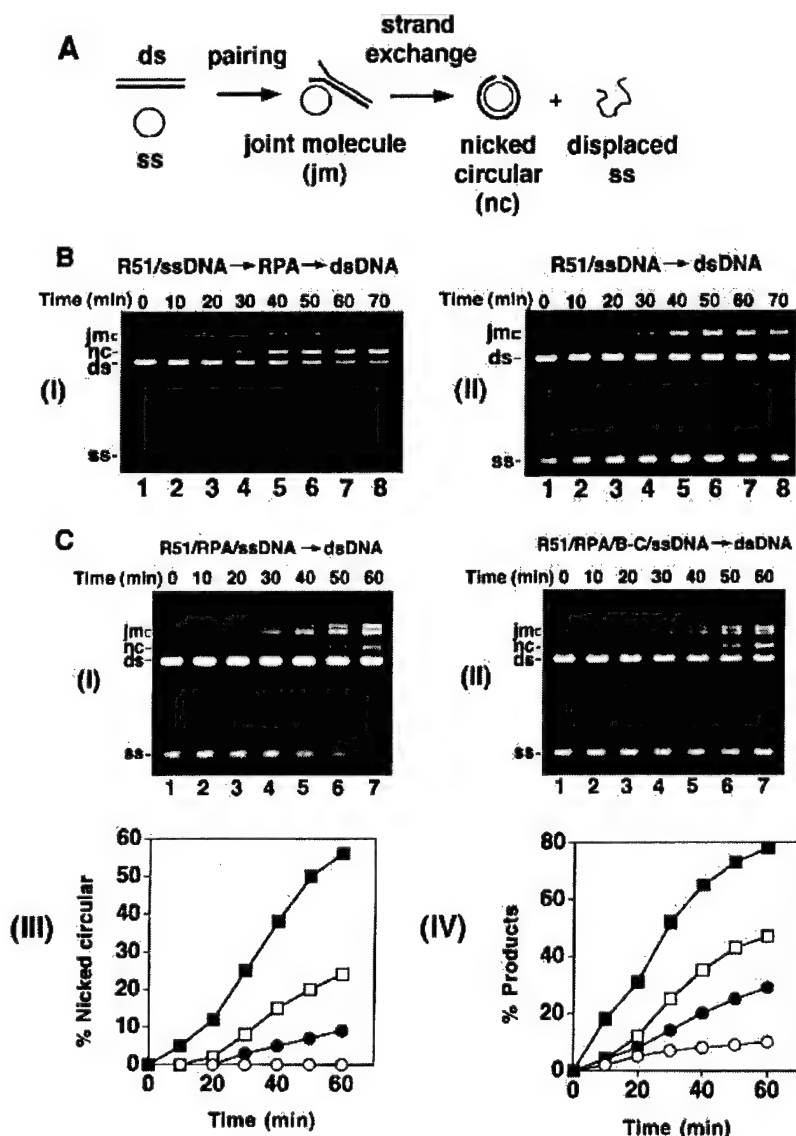 A
ds
pairing
strand
exchange
+
ss
joint molecule
(jm)
nicked
circular
(nc)
displaced
ss
B
R51/ssDNA→RPA→dsDNA
Time (min) 0 10 20 30 40 50 60 70
jm
nc
ds
(I)
ss
1 2 3 4 5 6 7 8
R51/ssDNA→dsDNA
Time (min) 0 10 20 30 40 50 60 70
jm
ds
(II)
ss
1 2 3 4 5 6 7 8
C
R51/RPA/ssDNA→dsDNA
Time (min) 0 10 20 30 40 50 60
jm
nc
ds
(I)
ss
1 2 3 4 5 6 7
R51/RPA/B-C/ssDNA→dsDNA
Time (min) 0 10 20 30 40 50 60
jm
nc
ds
(II)
ss
1 2 3 4 5 6 7
(III)
% Nicked circular
60
50
40
30
20
10
0
0 20 40 60
Time (min)
(IV)
% Products
80
60
40
20
0
0 20 40 60
Time (min)